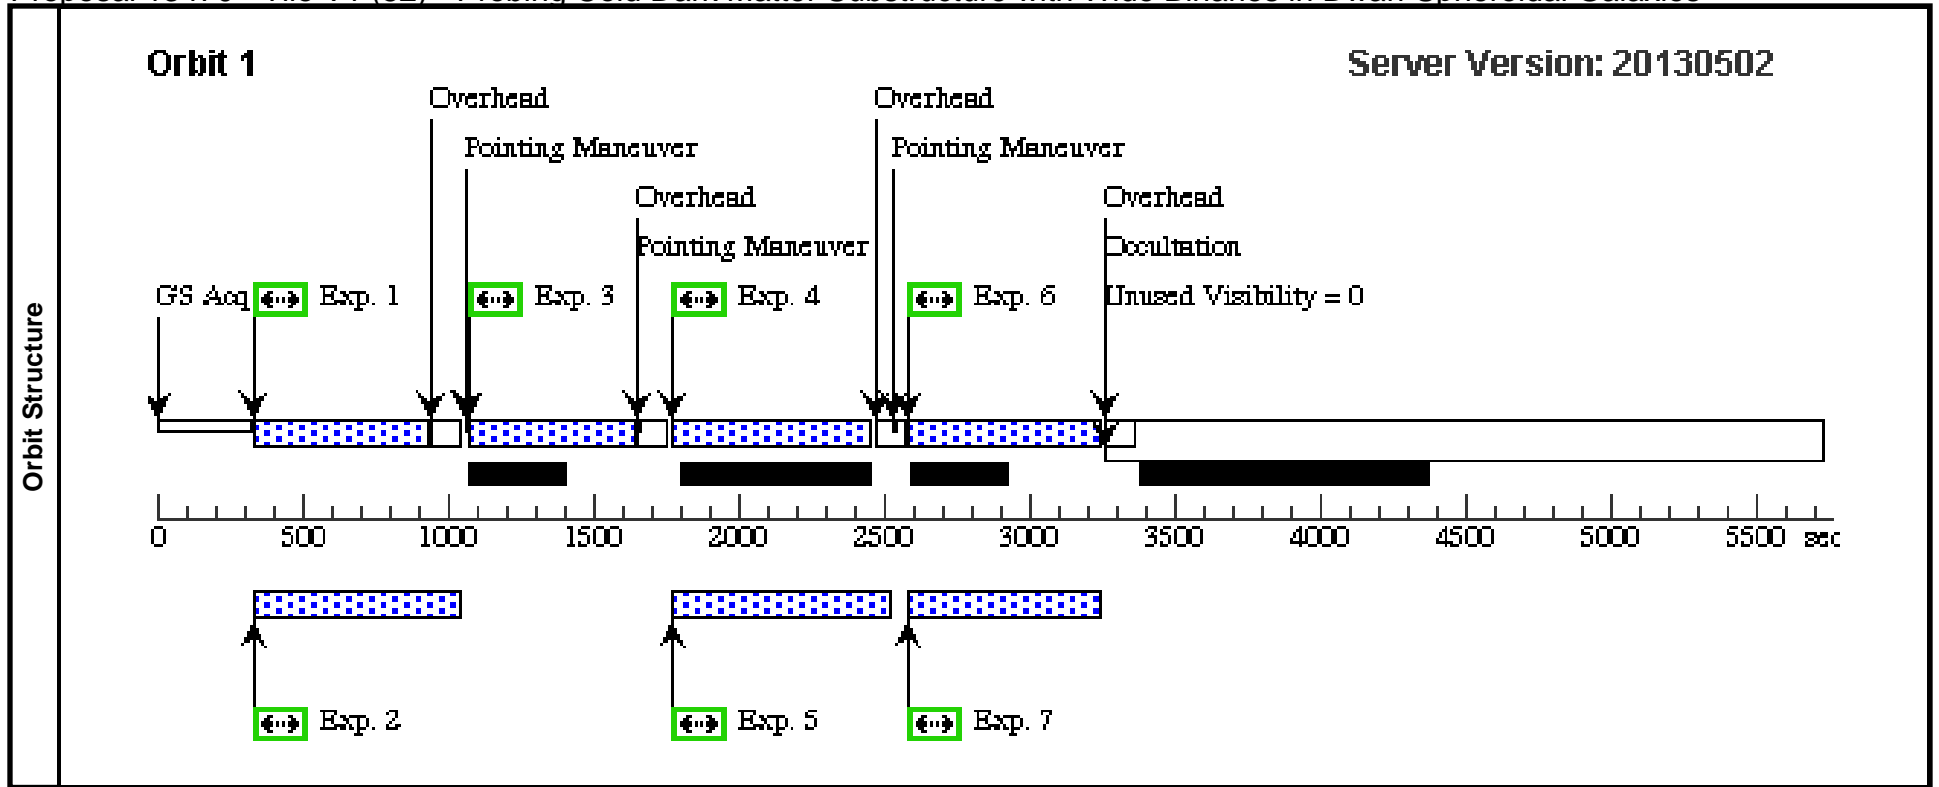 Orbit 1
Server Version: 20130502
Overhead
Overhead
Pointing Maneuver
Pointing Maneuver
Overhead
Overhead
Pointing Maneuver
Occultation
GS Acq
Exp. 1
Exp. 3
Exp. 4
Exp. 6
Unused Visibility = 0
Orbit Structure
0
500
1000
1500
2000
2500
3000
3500
4000
4500
5000
5500
sec
Exp. 2
Exp. 5
Exp. 7